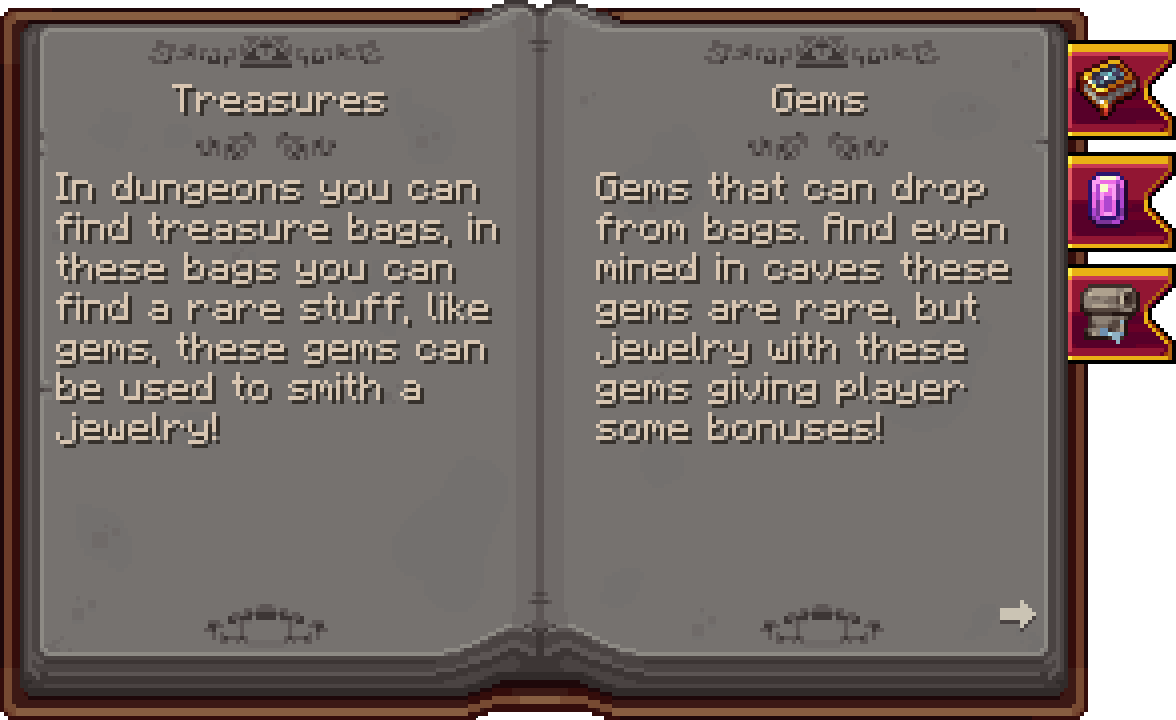 Treasures
In dungeons you can
find treasure bags, in
these bags you can
find a rare stuff, like
gems, these gems can
be used to smith a
jewelry!
Gems
Gems that can drop
from bags. And even
mined in caves these
gems are rare, but
jewelry with these
gems giving player
some bonuses!